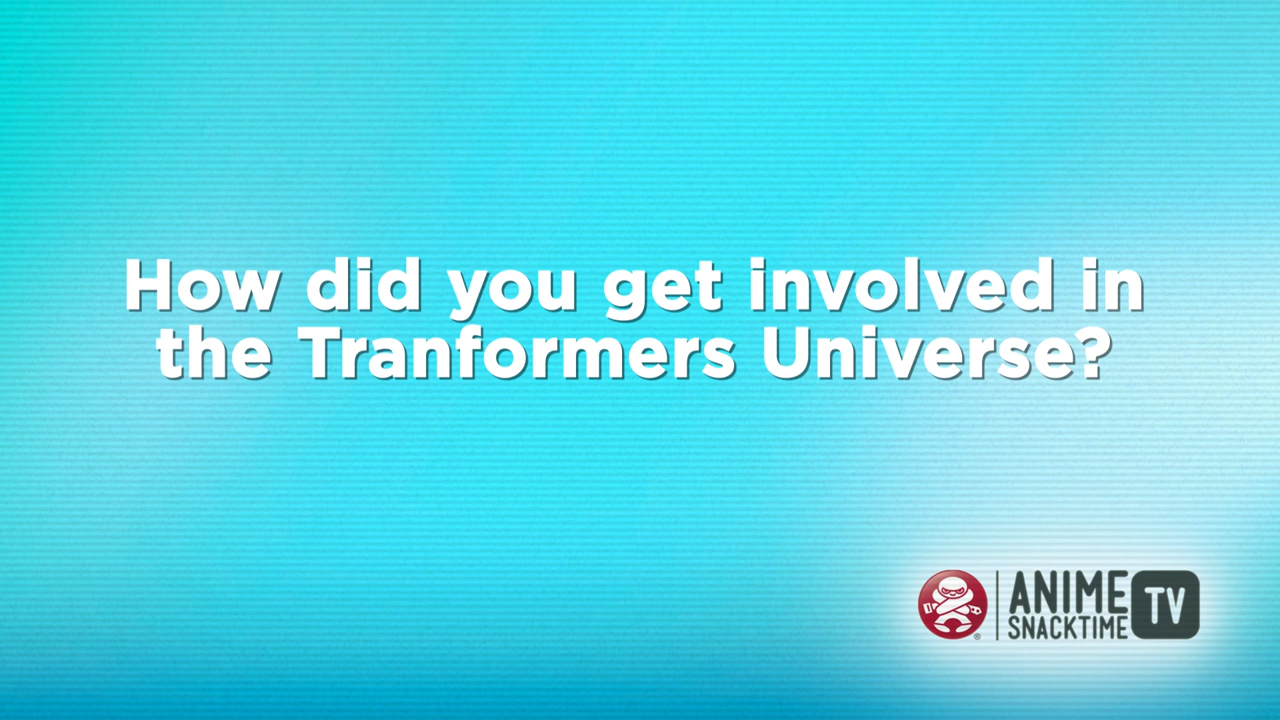 How did you get involved in
the Tranformers Universe?
ANIME
SNACKTIME
TV
®